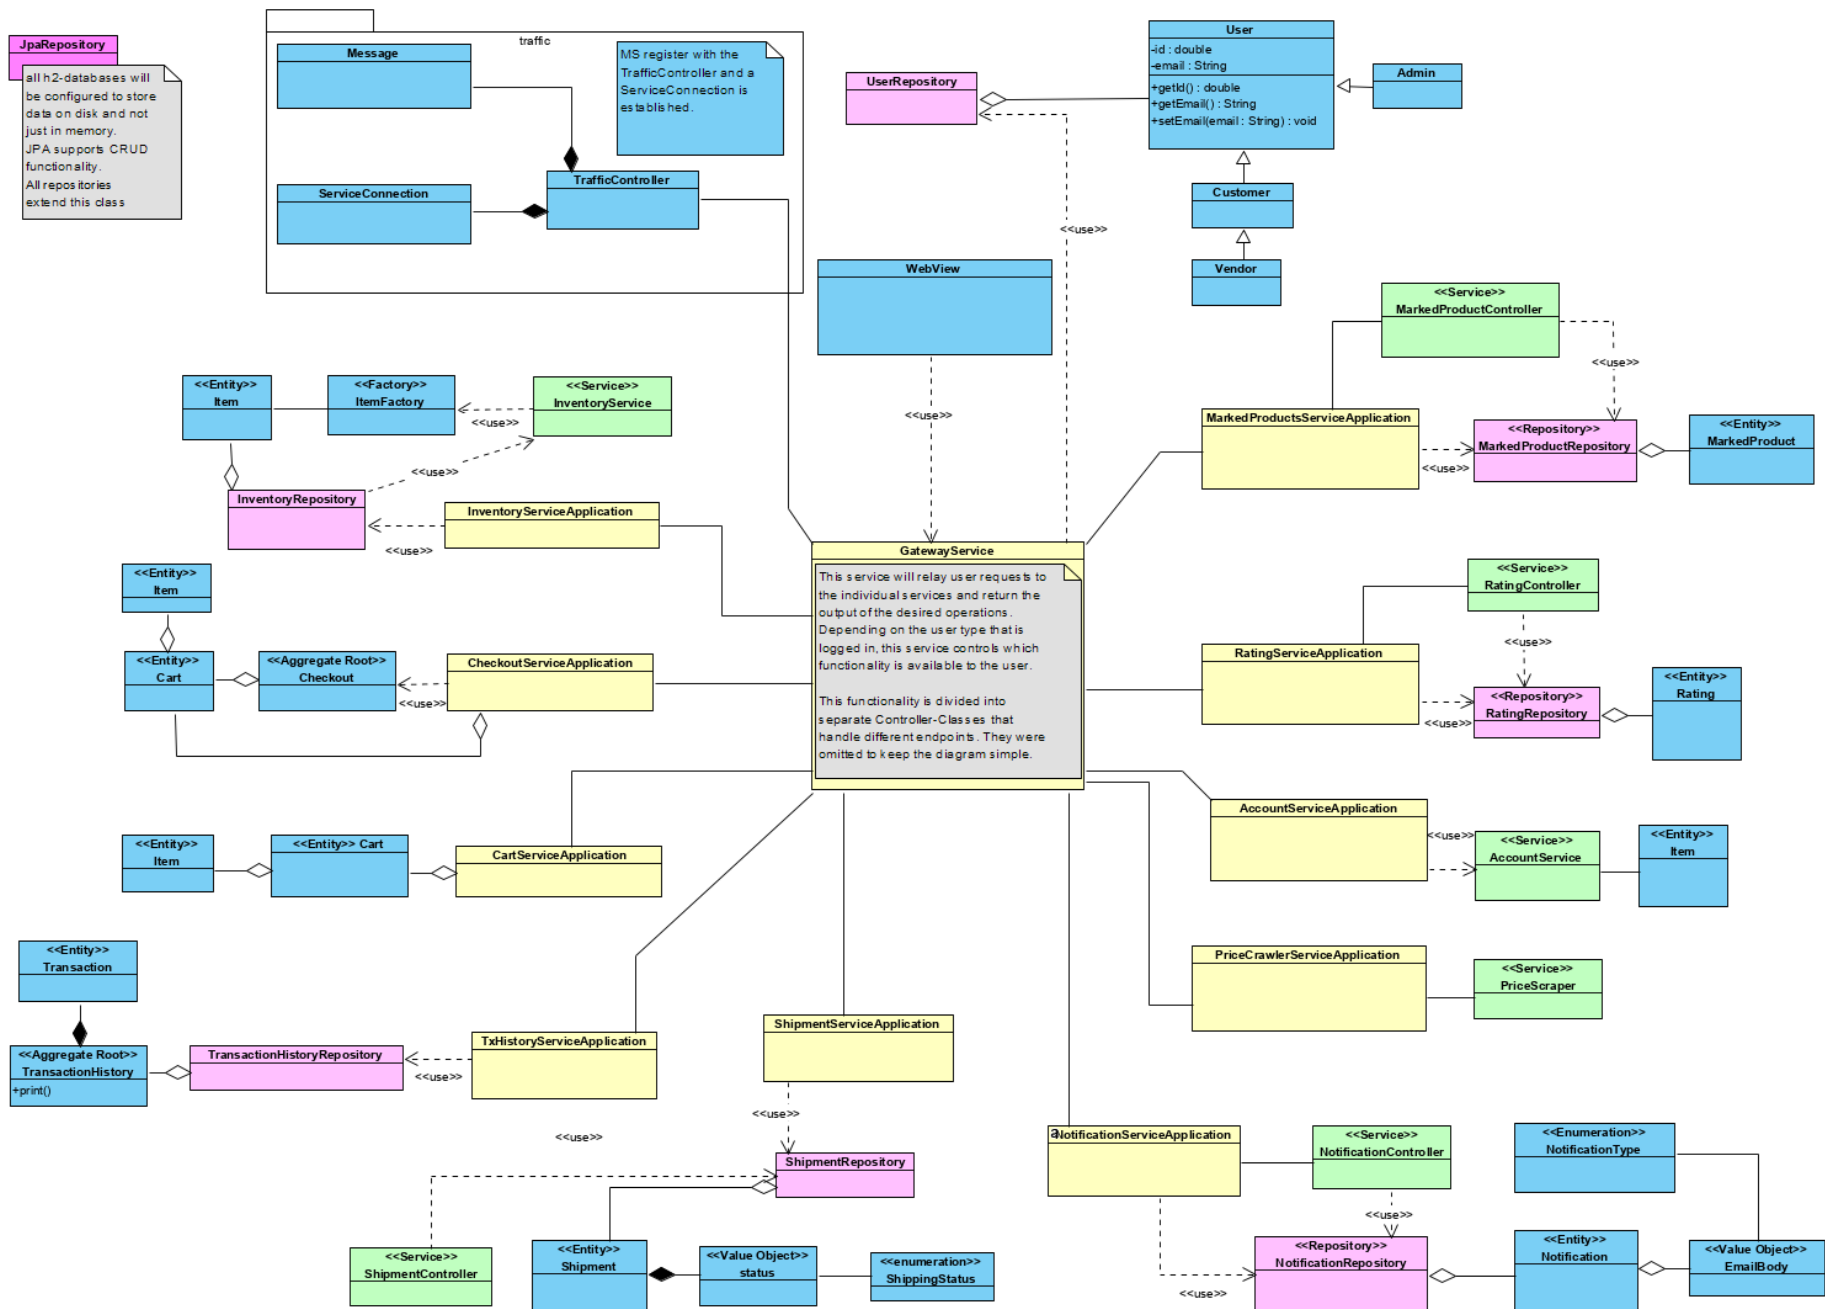 JpaRepository
all h2-databases will
be configured to store
data on disk and not
just in memory.
JPA supports CRUD
functionality.
All repositories
extend this class
traffic
Message
MS register with the
TrafficController and a
ServiceConnection is
established.
ServiceConnection
TrafficController
UserRepository
User
-id : double
-email : String
+getId() : double
+getEmail() : String
+setEmail(email : String) : void
Admin
Customer
Vendor
<<use>>
WebView
<<use>>
<<Service>>
MarkedProductController
<<use>>
MarkedProductsServiceApplication
<<use>>
<<Repository>>
MarkedProductRepository
<<Entity>>
MarkedProduct
<<Entity>>
Item
<<Factory>>
ItemFactory
<<Service>>
InventoryService
<<use>>
<<use>>
InventoryRepository
<<use>>
InventoryServiceApplication
GatewayService
This service will relay user requests to
the individual services and return the
output of the desired operations.
Depending on the user type that is
logged in, this service controls which
functionality is available to the user.
This functionality is divided into
separate Controller-Classes that
handle different endpoints. They were
omitted to keep the diagram simple.
<<Entity>>
Item
<<Entity>>
Cart
<<Aggregate Root>>
Checkout
<<use>>
CheckoutServiceApplication
<<Service>>
RatingController
<<use>>
RatingServiceApplication
<<use>>
<<Repository>>
RatingRepository
<<Entity>>
Rating
<<Entity>>
Item
<<Entity>> Cart
CartServiceApplication
AccountServiceApplication
<<use>>
<<Service>>
AccountService
<<Entity>>
Item
PriceCrawlerServiceApplication
<<Service>>
PriceScraper
<<Entity>>
Transaction
<<Aggregate Root>>
TransactionHistory
+print()
TransactionHistoryRepository
<<use>>
TxHistoryServiceApplication
ShipmentServiceApplication
<<use>>
<<use>>
ShipmentRepository
<<Service>>
ShipmentController
<<Entity>>
Shipment
<<Value Object>>
status
<<enumeration>>
ShippingStatus
a
NotificationServiceApplication
<<Service>>
NotificationController
<<use>>
<<use>>
<<Repository>>
NotificationRepository
<<Enumeration>>
NotificationType
<<Entity>>
Notification
<<Value Object>>
EmailBody